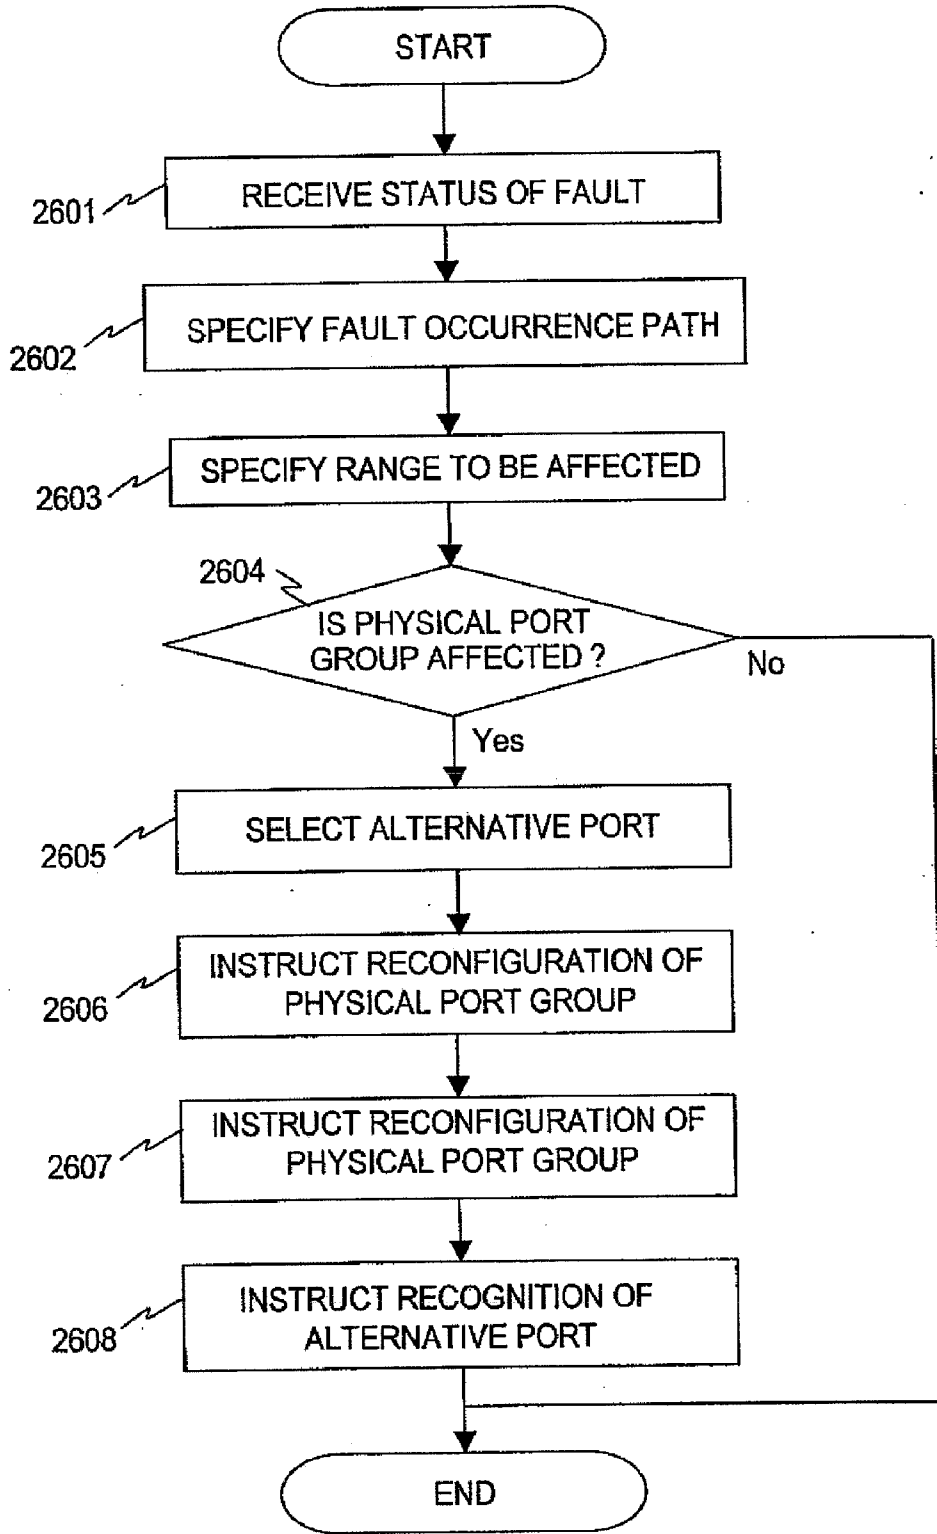 START
2601
RECEIVE STATUS OF FAULT
2602
SPECIFY FAULT OCCURRENCE PATH
2603
SPECIFY RANGE TO BE AFFECTED
2604
IS PHYSICAL PORT
GROUP AFFECTED ?
No
Yes
2605
SELECT ALTERNATIVE PORT
2606
INSTRUCT RECONFIGURATION OF
PHYSICAL PORT GROUP
2607
INSTRUCT RECONFIGURATION OF
PHYSICAL PORT GROUP
2608
INSTRUCT RECOGNITION OF
ALTERNATIVE PORT
END